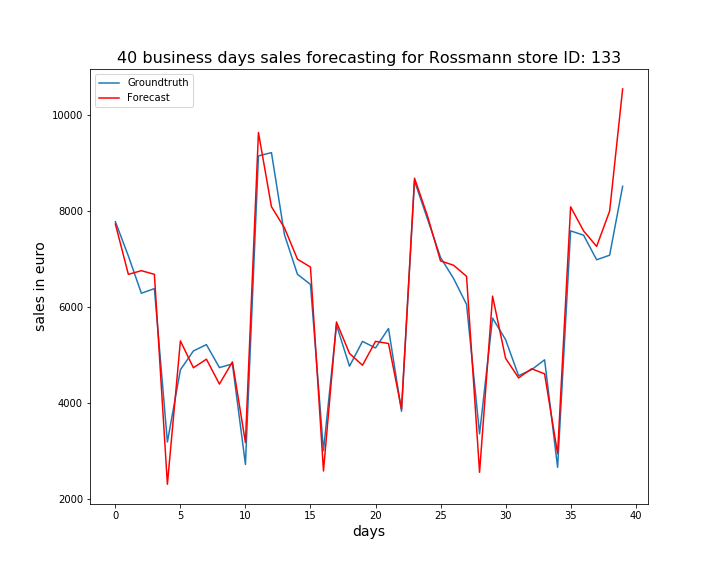 40 business days sales forecasting for Rossmann store ID: 133
Groundtruth
Forecast
10000
8000
6000
4000
2000
sales in euro
0 5 10 15 20 25 30 35 40
days